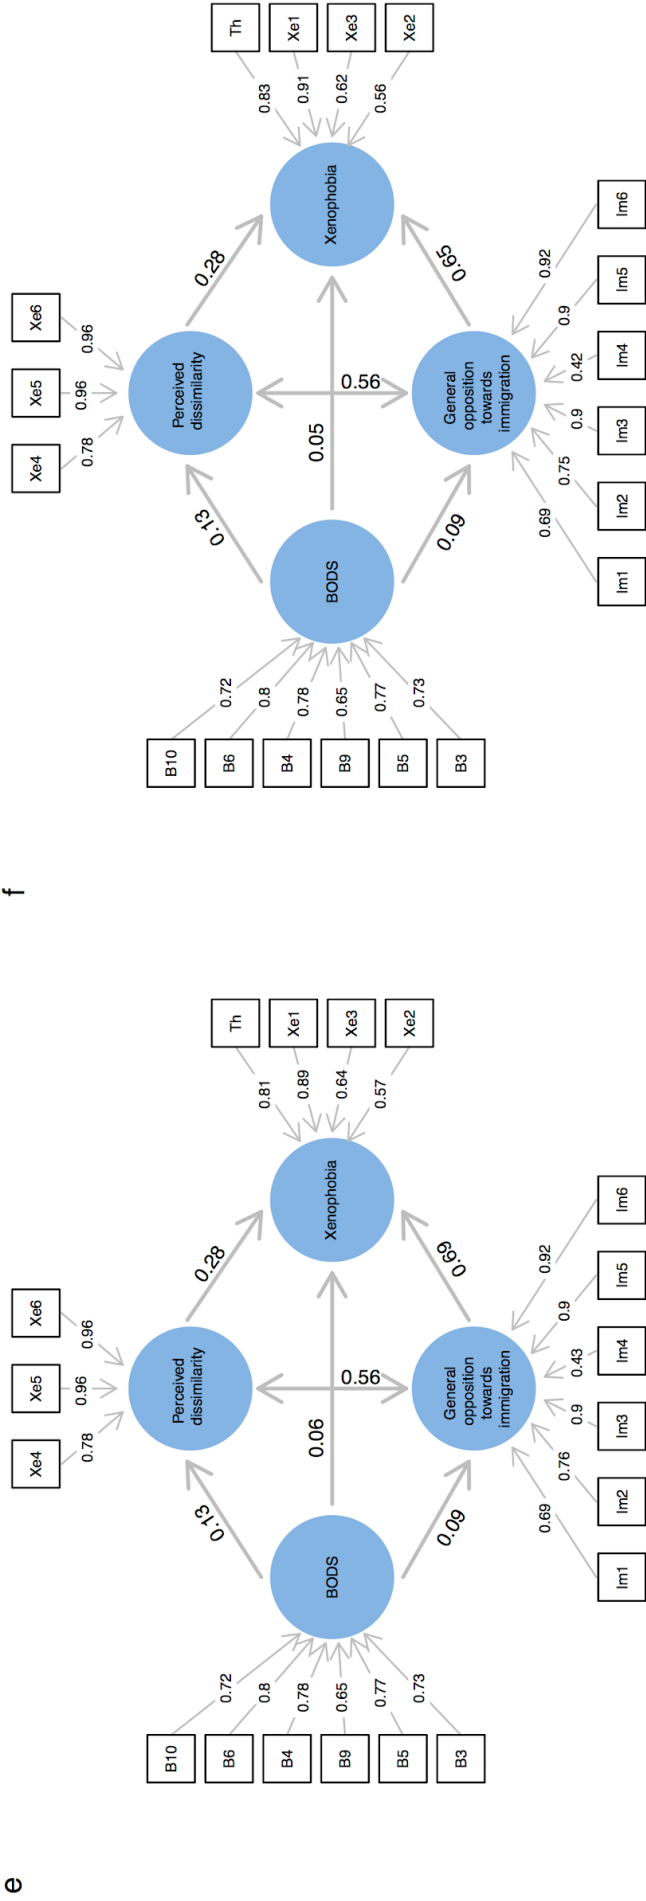 e
Xe4
Xe5
Xe6
0.78
0.96
0.96
Perceived
dissimilarity
0.13
0.28
B10
B6
B4
B9
B5
B3
0.72
0.8
0.78
0.65
0.77
0.73
BODS
0.06
0.56
Xenophobia
0.81
0.89
0.64
0.57
Th
Xe1
Xe3
Xe2
0.09
0.69
General
opposition
towards
immigration
0.69
0.76
0.9
0.43
0.9
0.92
Im1
Im2
Im3
Im4
Im5
Im6
f
Xe4
Xe5
Xe6
0.78
0.96
0.96
Perceived
dissimilarity
0.13
0.28
B10
B6
B4
B9
B5
B3
0.72
0.8
0.78
0.65
0.77
0.73
BODS
0.05
0.56
Xenophobia
0.83
0.91
0.62
0.56
Th
Xe1
Xe3
Xe2
0.09
0.65
General
opposition
towards
immigration
0.69
0.75
0.9
0.42
0.9
0.92
Im1
Im2
Im3
Im4
Im5
Im6